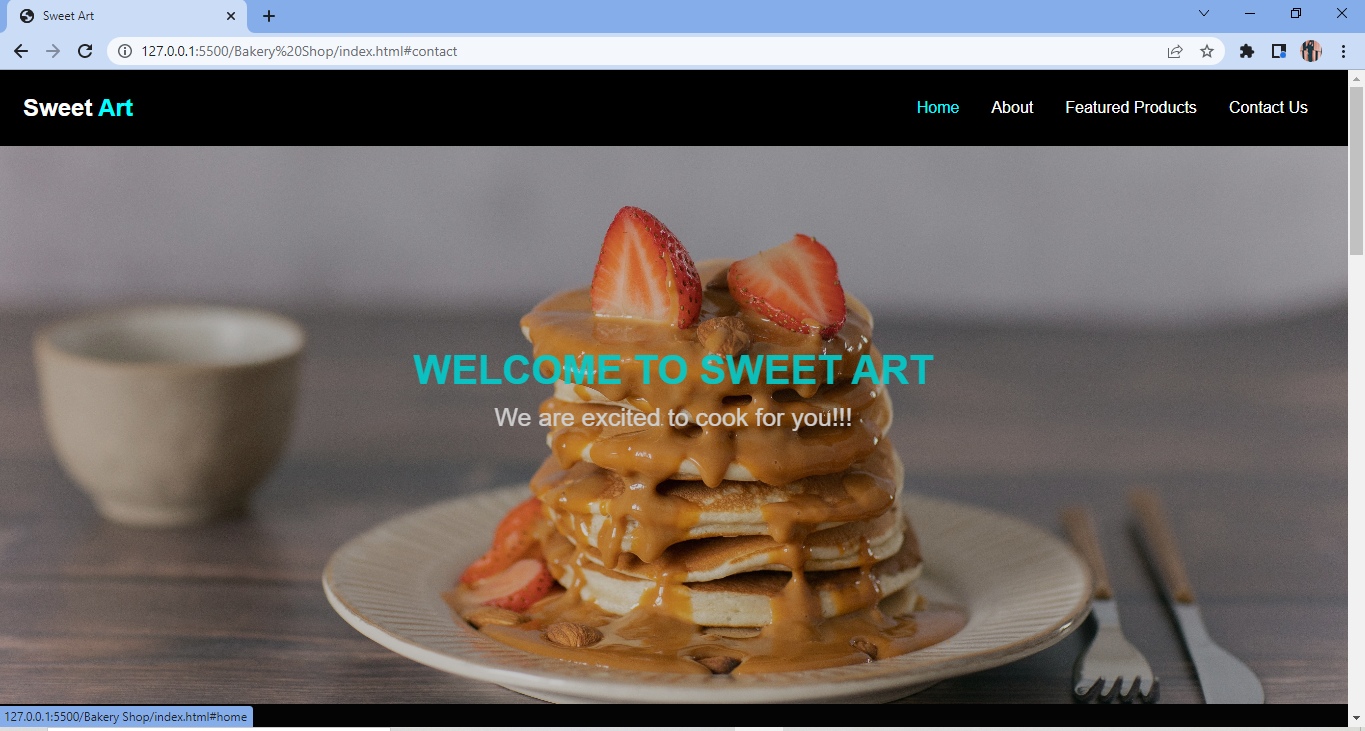 Sweet Art
127.0.0.1:5500/Bakery%20Shop/index.html#contact
Sweet Art
Home About Featured Products Contact Us
WELCOME TO SWEET ART
We are excited to cook for you!!!
127.0.0.1:5500/Bakery Shop/index.html#home